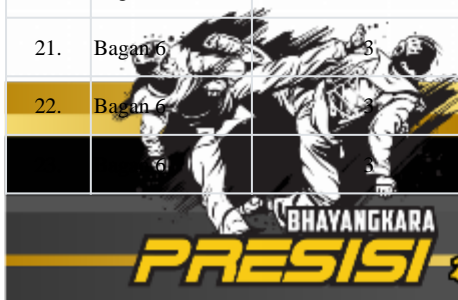 21. Bagan 6 3
22. Bagan 6 3
6 3
BHAYANGKARA
PRESISI